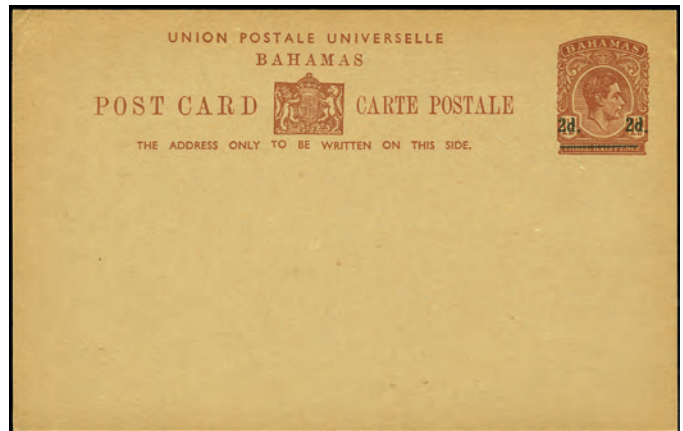 UNION POSTALE UNIVERSELLE
BAHAMAS
POST CARD CARTE POSTALE
THE ADDRESS ONLY TO BE WRITTEN ON THIS SIDE.
BAHAMAS
2d. 2d.